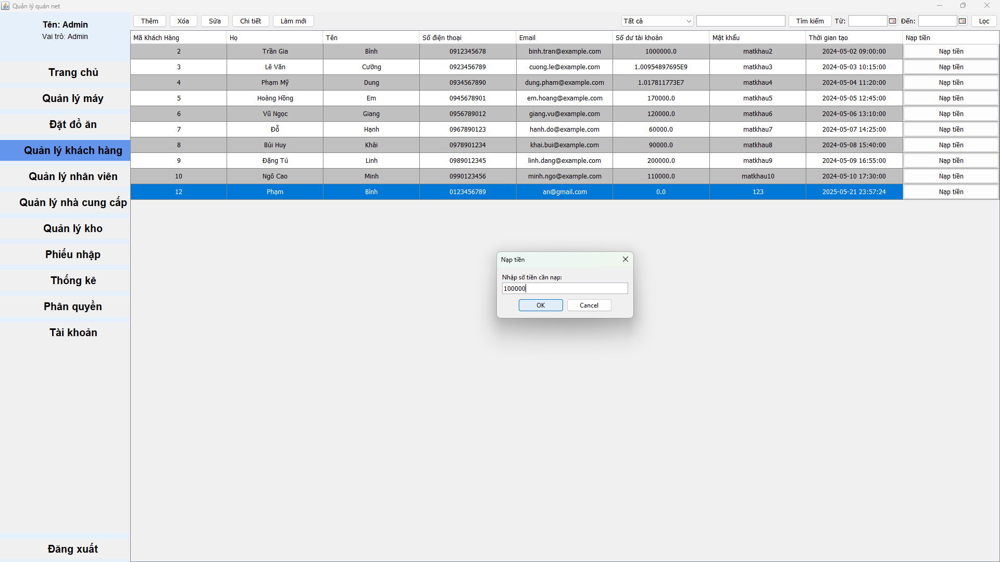 Quản lý quán net
Tên: Admin
Vai trò: Admin
Trang chủ
Quản lý máy
Đặt đồ ăn
Quản lý khách hàng
Quản lý nhân viên
Quản lý nhà cung cấp
Quản lý kho
Phiếu nhập
Thống kê
Phân quyền
Tài khoản
Đăng xuất
Thêm Xóa Sửa Chi tiết Làm mới Tất cả Tìm kiếm Từ: Đến: Lọc
Mã Khách Hàng Họ Tên Số điện thoại Email Số dư tài khoản Mật khẩu Thời gian tạo Nạp tiền
2 Trần Gia Bình 0912345678 binh.tran@example.com 1000000.0 matkhau2 2024-05-02 09:00:00 Nạp tiền
3 Lê Văn Cường 0923456789 cuong.le@example.com 1.00954897695E9 matkhau3 2024-05-03 10:15:00 Nạp tiền
4 Phạm Mỹ Dung 0934567890 dung.pham@example.com 1.017811773E7 matkhau4 2024-05-04 11:20:00 Nạp tiền
5 Hoàng Hồng Em 0945678901 em.hoang@example.com 170000.0 matkhau5 2024-05-05 12:45:00 Nạp tiền
6 Vũ Ngọc Giang 0956789012 giang.vu@example.com 120000.0 matkhau6 2024-05-06 13:10:00 Nạp tiền
7 Đỗ Hạnh 0967890123 hanh.do@example.com 60000.0 matkhau7 2024-05-07 14:25:00 Nạp tiền
8 Bùi Huy Khải 0978901234 khai.bui@example.com 90000.0 matkhau8 2024-05-08 15:40:00 Nạp tiền
9 Đặng Tú Linh 0989012345 linh.dang@example.com 200000.0 matkhau9 2024-05-09 16:55:00 Nạp tiền
10 Ngô Cao Minh 0990123456 minh.ngo@example.com 110000.0 matkhau10 2024-05-10 17:30:00 Nạp tiền
12 Phạm Bình 0123456789 an@gmail.com 0.0 123 2025-05-21 23:57:24 Nạp tiền
Nạp tiền
Nhập số tiền cần nạp:
100000
OK Cancel